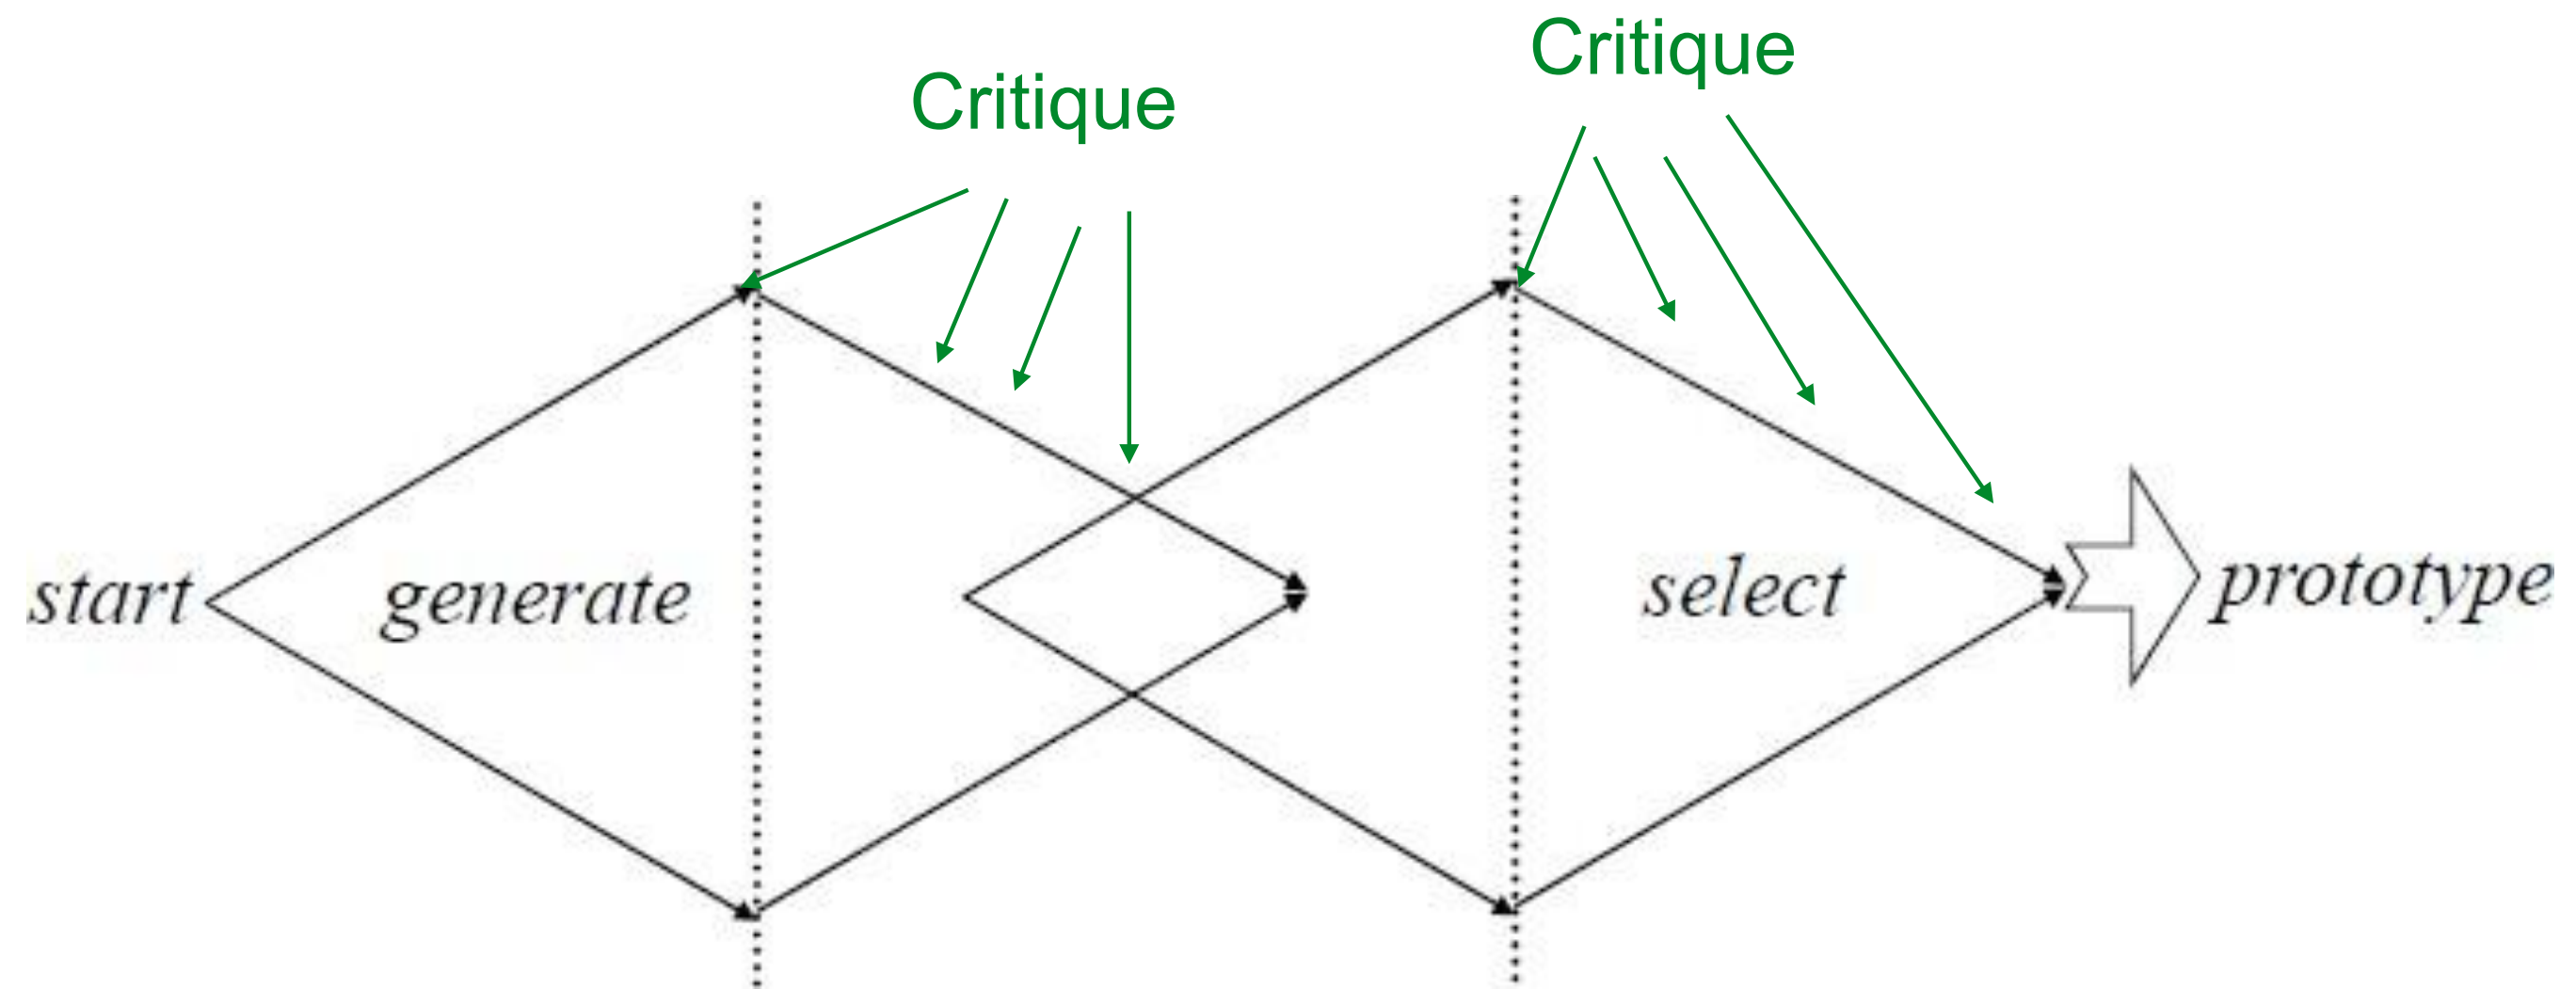 Critique
Critique
start
generate
select
prototype